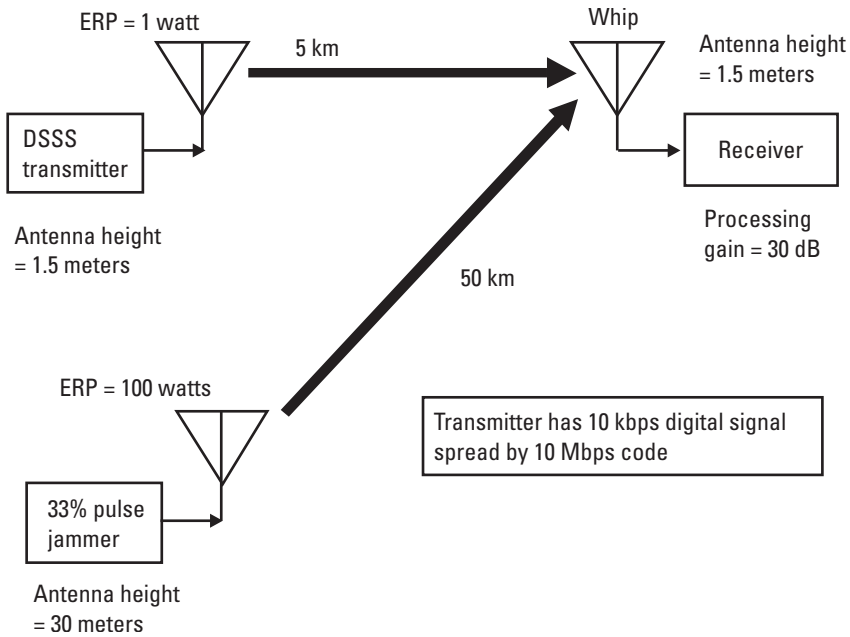 ERP = 1 watt
5 km
Whip
Antenna height
= 1.5 meters
DSSS
transmitter
Receiver
Antenna height
= 1.5 meters
Processing
gain = 30 dB
50 km
ERP = 100 watts
Transmitter has 10 kbps digital signal
spread by 10 Mbps code
33% pulse
jammer
Antenna height
= 30 meters